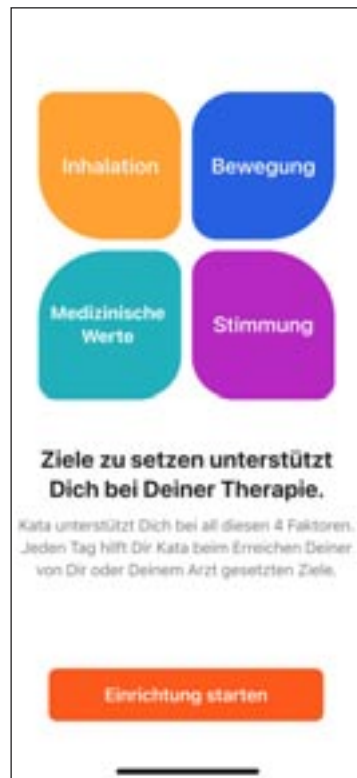 Inhalation
Bewegung
Medizinische
Werte
Stimmung
Ziele zu setzen unterstützt
Dich bei Deiner Therapie.
Kata unterstützt Dich bei all diesen 4 Faktoren.
Jeden Tag hilft Dir Kata beim Erreichen Deiner
von Dir oder Deinem Arzt gesetzten Ziele.
Einrichtung starten